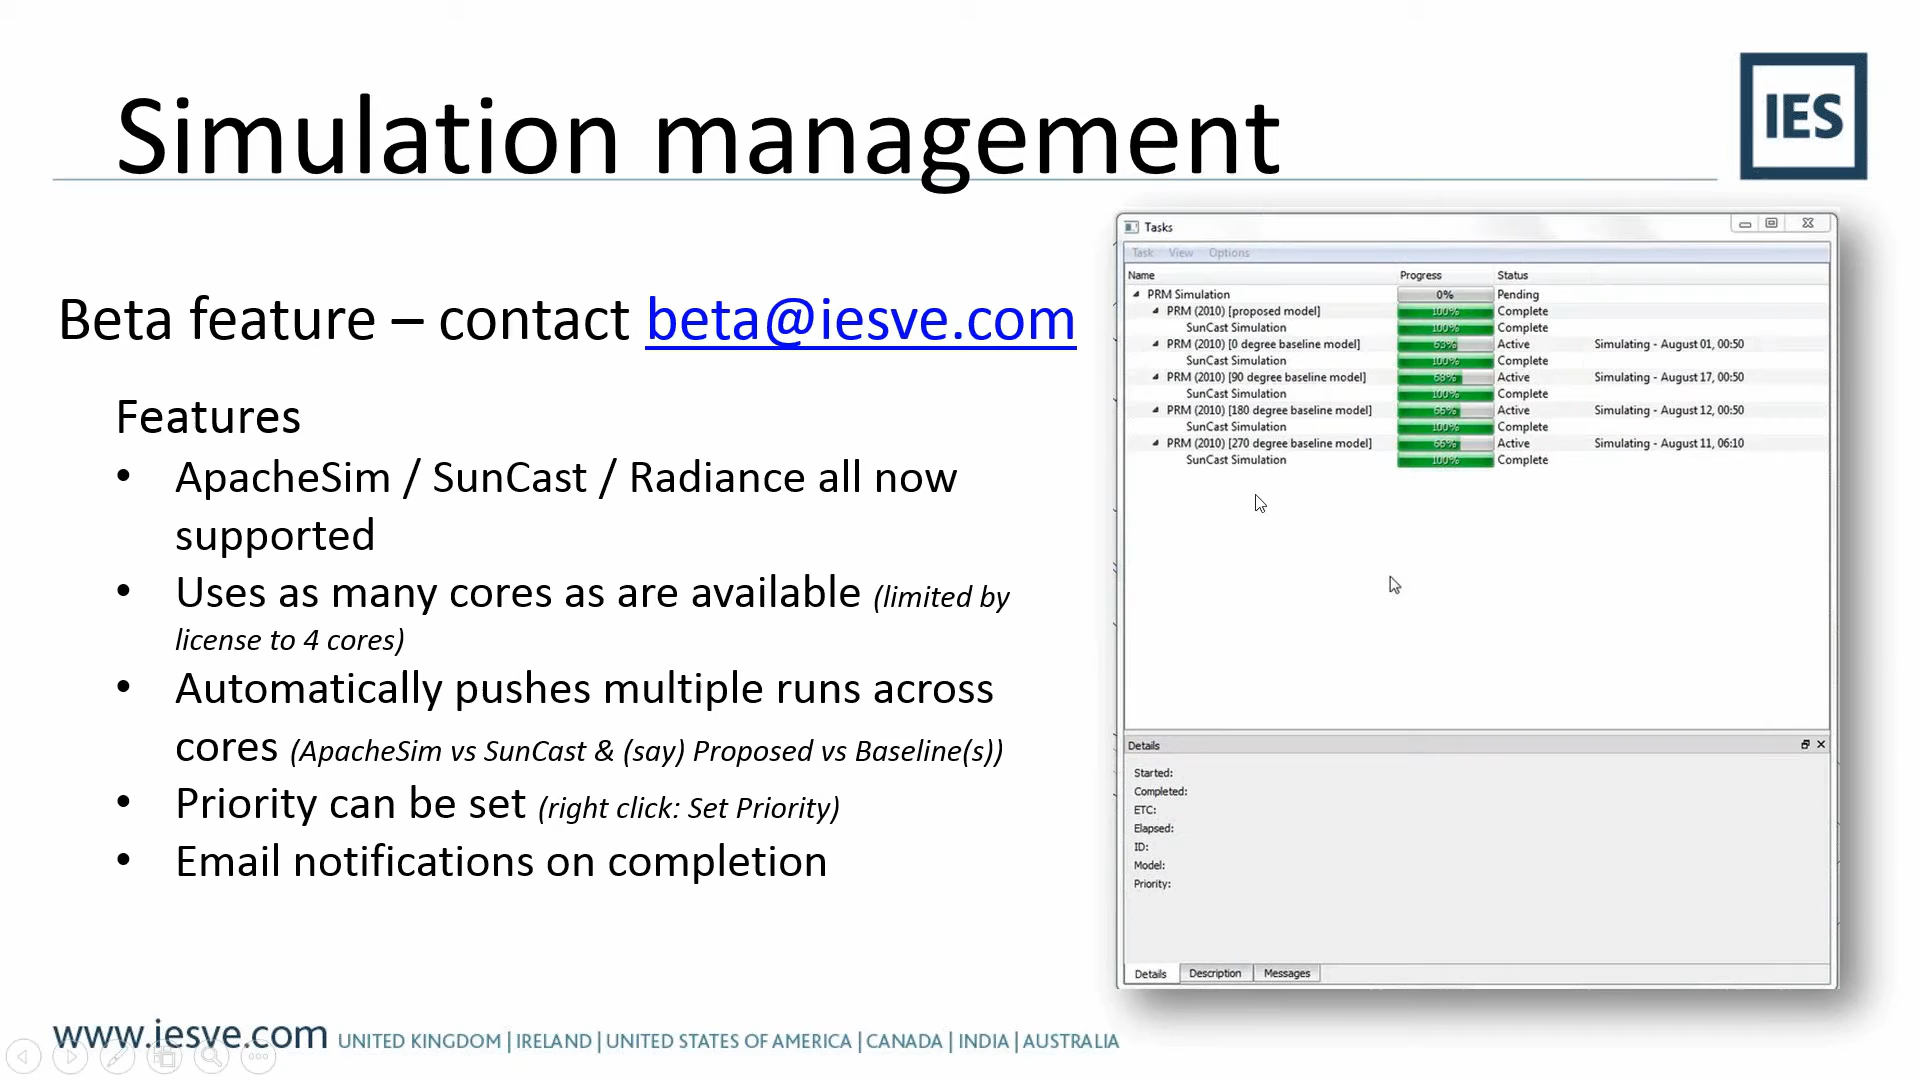 Simulation management
IES
Beta feature – contact beta@iesve.com
Features
• ApacheSim / SunCast / Radiance all now
supported
• Uses as many cores as are available (limited by
license to 4 cores)
• Automatically pushes multiple runs across
cores (ApacheSim vs SunCast & (say) Proposed vs Baseline(s))
• Priority can be set (right click: Set Priority)
• Email notifications on completion
Tasks
Task View Options
Name Progress Status
PRM Simulation 0% Pending
PRM (2010) [proposed model] 100% Complete
SunCast Simulation 100% Complete
PRM (2010) [0 degree baseline model] 63% Active Simulating - August 01, 00:50
SunCast Simulation 100% Complete
PRM (2010) [90 degree baseline model] 68% Active Simulating - August 17, 00:50
SunCast Simulation 100% Complete
PRM (2010) [180 degree baseline model] 66% Active Simulating - August 12, 00:50
SunCast Simulation 100% Complete
PRM (2010) [270 degree baseline model] 66% Active Simulating - August 11, 06:10
SunCast Simulation 100% Complete
Details
Started:
Completed:
ETC:
Elapsed:
ID:
Model:
Priority:
Details Description Messages
www.iesve.com UNITED KINGDOM | IRELAND | UNITED STATES OF AMERICA | CANADA | INDIA | AUSTRALIA